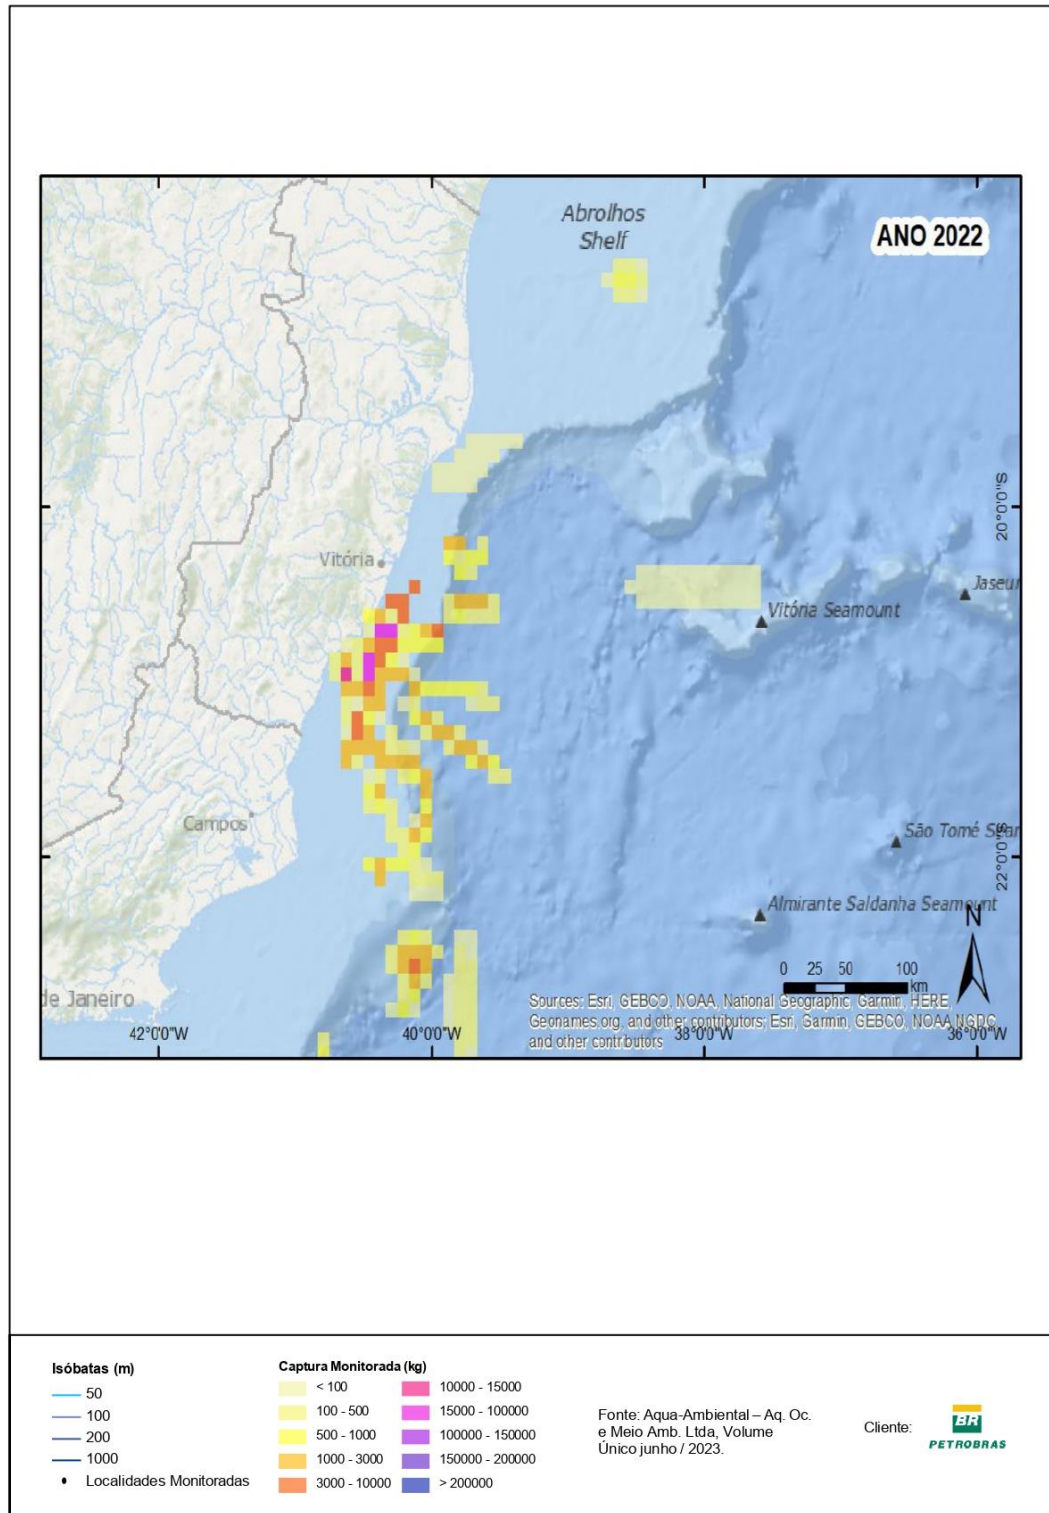 Abrolhos
Shelf
ANO 2022
20°0'0"S
Vitória
Vitória Seamount
Campos
22°0'0"S
Almirante Saldanha Seamount
N
0 25 50 100
km
de Janeiro
Sources: Esri, GEBCO, NOAA, National Geographic, Garmin, HERE,
Geonames.org, and other contributors; Esri, Garmin, GEBCO, NOAA NGDC,
and other contributors
42°0'0"W
40°0'0"W
38°0'0"W
36°0'0"W
Isóbatas (m)
50
100
200
1000
Localidades Monitoradas
Captura Monitorada (kg)
< 100
100 - 500
500 - 1000
1000 - 3000
3000 - 10000
10000 - 15000
15000 - 100000
100000 - 150000
150000 - 200000
> 200000
Fonte: Aqua-Ambiental – Aq. Oc.
e Meio Amb. Ltda, Volume
Único junho / 2023.
Cliente:
BR
PETROBRAS